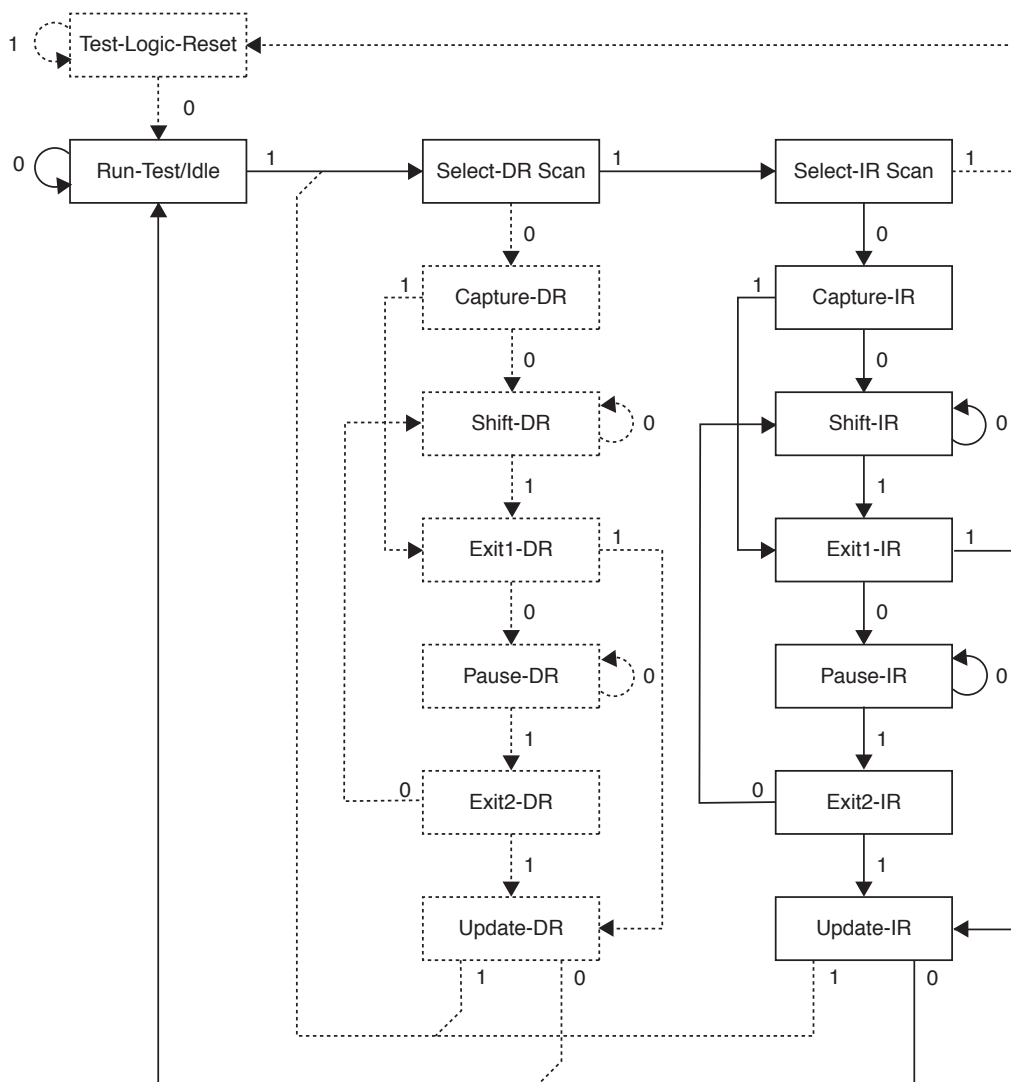 1 Test-Logic-Reset
0
0 Run-Test/Idle 1 Select-DR Scan 1 Select-IR Scan 1
0 0
1 Capture-DR 1 Capture-IR
0 0
Shift-DR 0 Shift-IR 0
1 1
Exit1-DR 1 Exit1-IR 1
0 0
Pause-DR 0 Pause-IR 0
1 1
0 Exit2-DR 0 Exit2-IR
1 1
Update-DR Update-IR
1 0 1 0